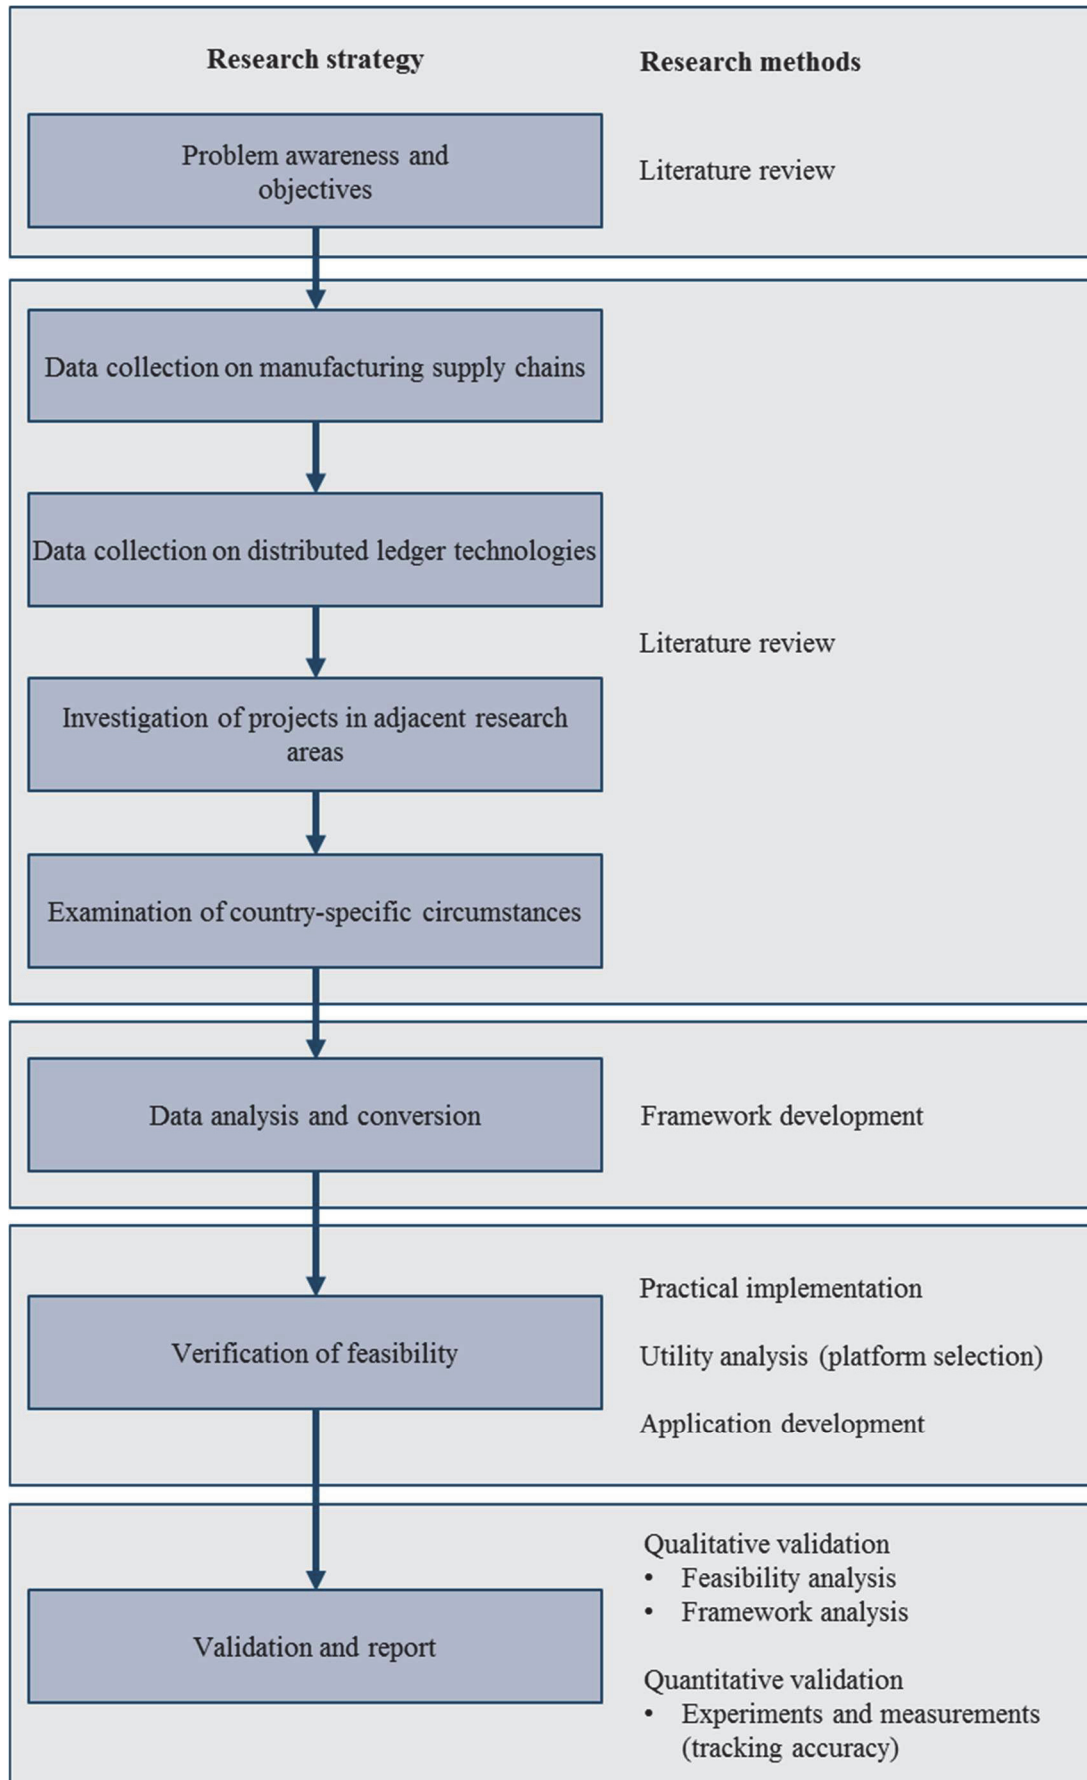 Research strategy
Research methods
Problem awareness and
objectives
Literature review
Data collection on manufacturing supply chains
Data collection on distributed ledger technologies
Literature review
Investigation of projects in adjacent research
areas
Examination of country-specific circumstances
Data analysis and conversion
Framework development
Verification of feasibility
Practical implementation
Utility analysis (platform selection)
Application development
Validation and report
Qualitative validation
• Feasibility analysis
• Framework analysis
Quantitative validation
• Experiments and measurements
(tracking accuracy)